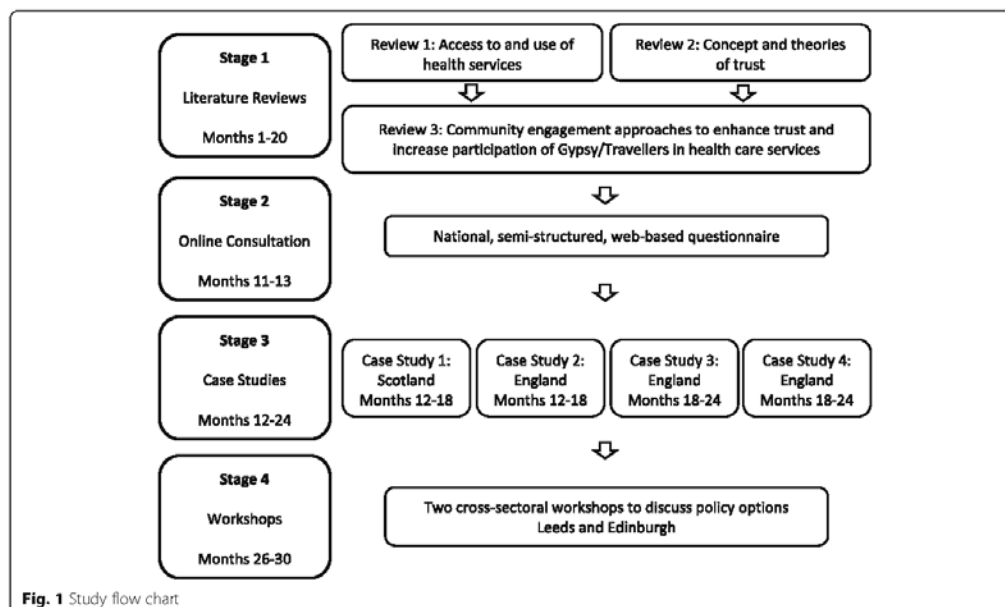 Stage 1
Literature Reviews
Months 1-20
Review 1: Access to and use of
health services
Review 2: Concept and theories
of trust
Review 3: Community engagement approaches to enhance trust and
increase participation of Gypsy/Travellers in health care services
Stage 2
Online Consultation
Months 11-13
National, semi-structured, web-based questionnaire
Stage 3
Case Studies
Months 12-24
Case Study 1:
Scotland
Months 12-18
Case Study 2:
England
Months 12-18
Case Study 3:
England
Months 18-24
Case Study 4:
England
Months 18-24
Stage 4
Workshops
Months 26-30
Two cross-sectoral workshops to discuss policy options
Leeds and Edinburgh
Fig. 1 Study flow chart